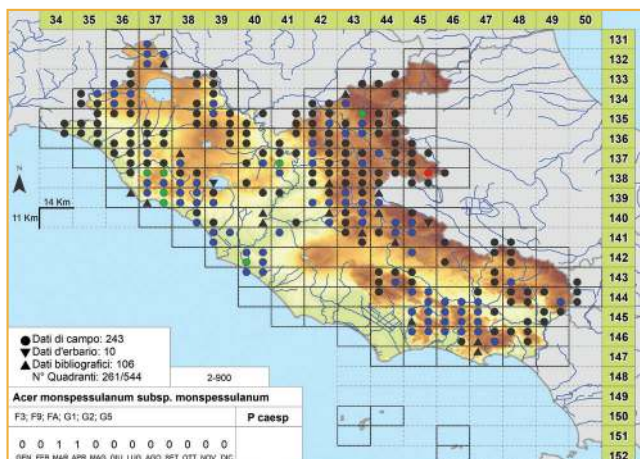 34 35 36 37 38 39 40 41 42 43 44 45 46 47 48 49 50
131
132
133
134
135
136
137
138
139
140
141
142
143
144
145
146
147
148
149
150
151
152
N
14 Km
11 Km
Dati di campo: 243
Dati d'erbario: 10
Dati bibliografici: 106
N° Quadranti: 261/544
2-900
Acer monspessulanum subsp. monspessulanum
F3; F9; FA; G1; G2; G5
P caesp
0 0 1 1 0 0 0 0 0 0 0 0
GEN FEB MAR APR MAG GIU LUG AGO SET OTT NOV DIC